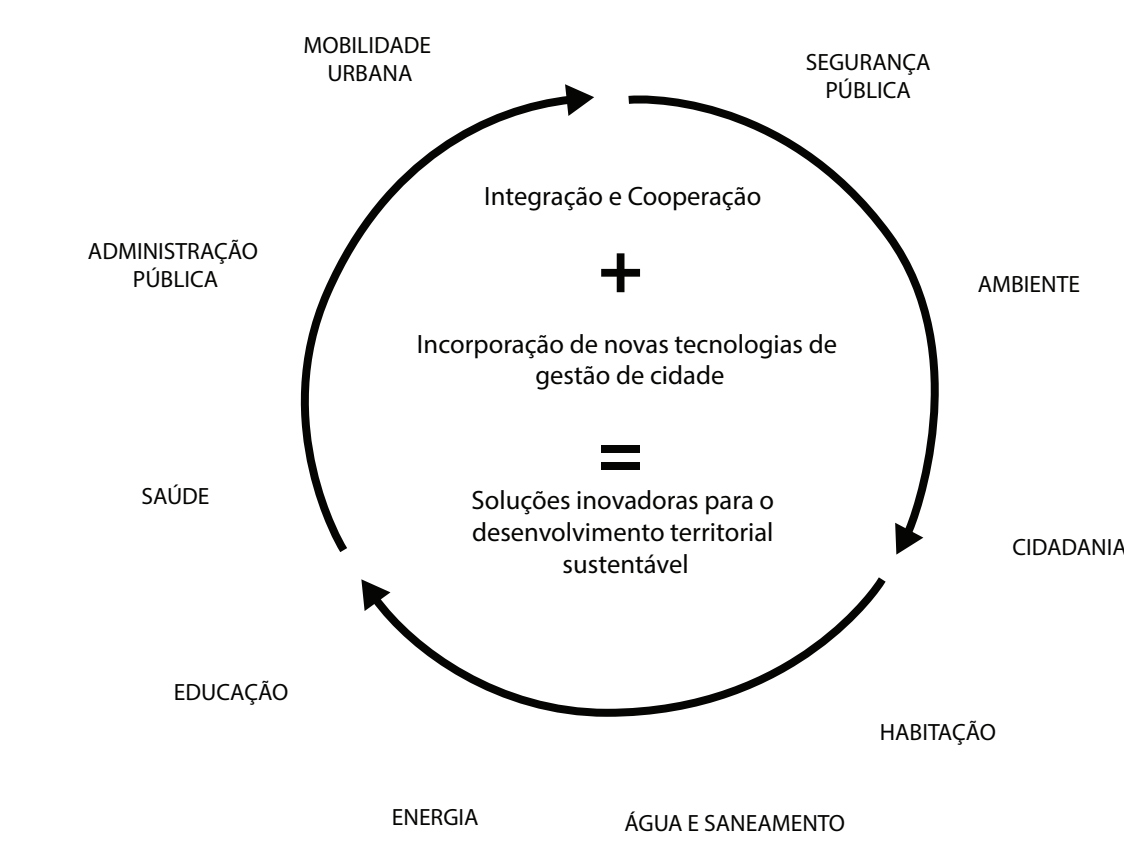 MOBILIDADE
URBANA
SEGURANÇA
PÚBLICA
Integração e Cooperação
ADMINISTRAÇÃO
PÚBLICA
+
AMBIENTE
Incorporação de novas tecnologias de
gestão de cidade
=
SAÚDE
Soluções inovadoras para o
desenvolvimento territorial
sustentável
CIDADANIA
EDUCAÇÃO
HABITAÇÃO
ENERGIA
ÁGUA E SANEAMENTO